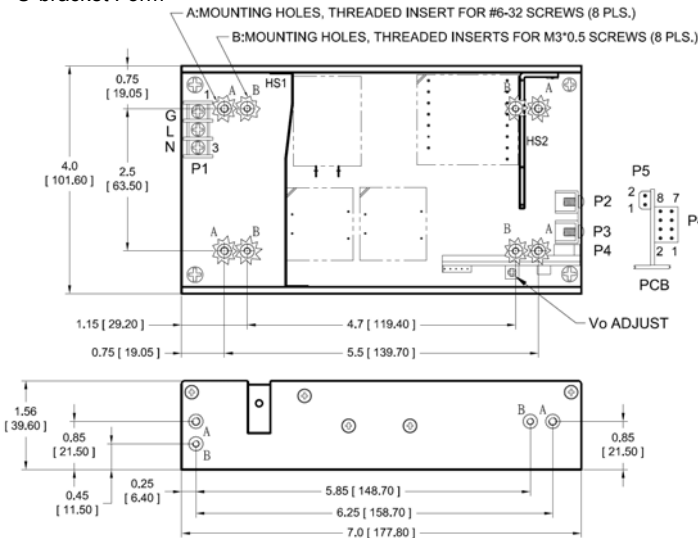 A:MOUNTING HOLES, THREADED INSERT FOR #6-32 SCREWS (8 PLS.)
B:MOUNTING HOLES, THREADED INSERTS FOR M3*0.5 SCREWS (8 PLS.)
0.75
[ 19.05 ]
HS1
A
B
B
A
1
G
L
N
3
P1
HS2
4.0
[ 101.60 ]
2.5
[ 63.50 ]
P5
2
1
8 7
P2
P3
P4
2 1
PCB
A
B
B
A
Vo ADJUST
1.15 [ 29.20 ]
4.7 [ 119.40 ]
0.75 [ 19.05 ]
5.5 [ 139.70 ]
1.56
[ 39.60 ]
0.85
[ 21.50 ]
A
B
B
A
0.85
[ 21.50 ]
0.45
[ 11.50 ]
0.25
[ 6.40 ]
5.85 [ 148.70 ]
6.25 [ 158.70 ]
7.0 [ 177.80 ]